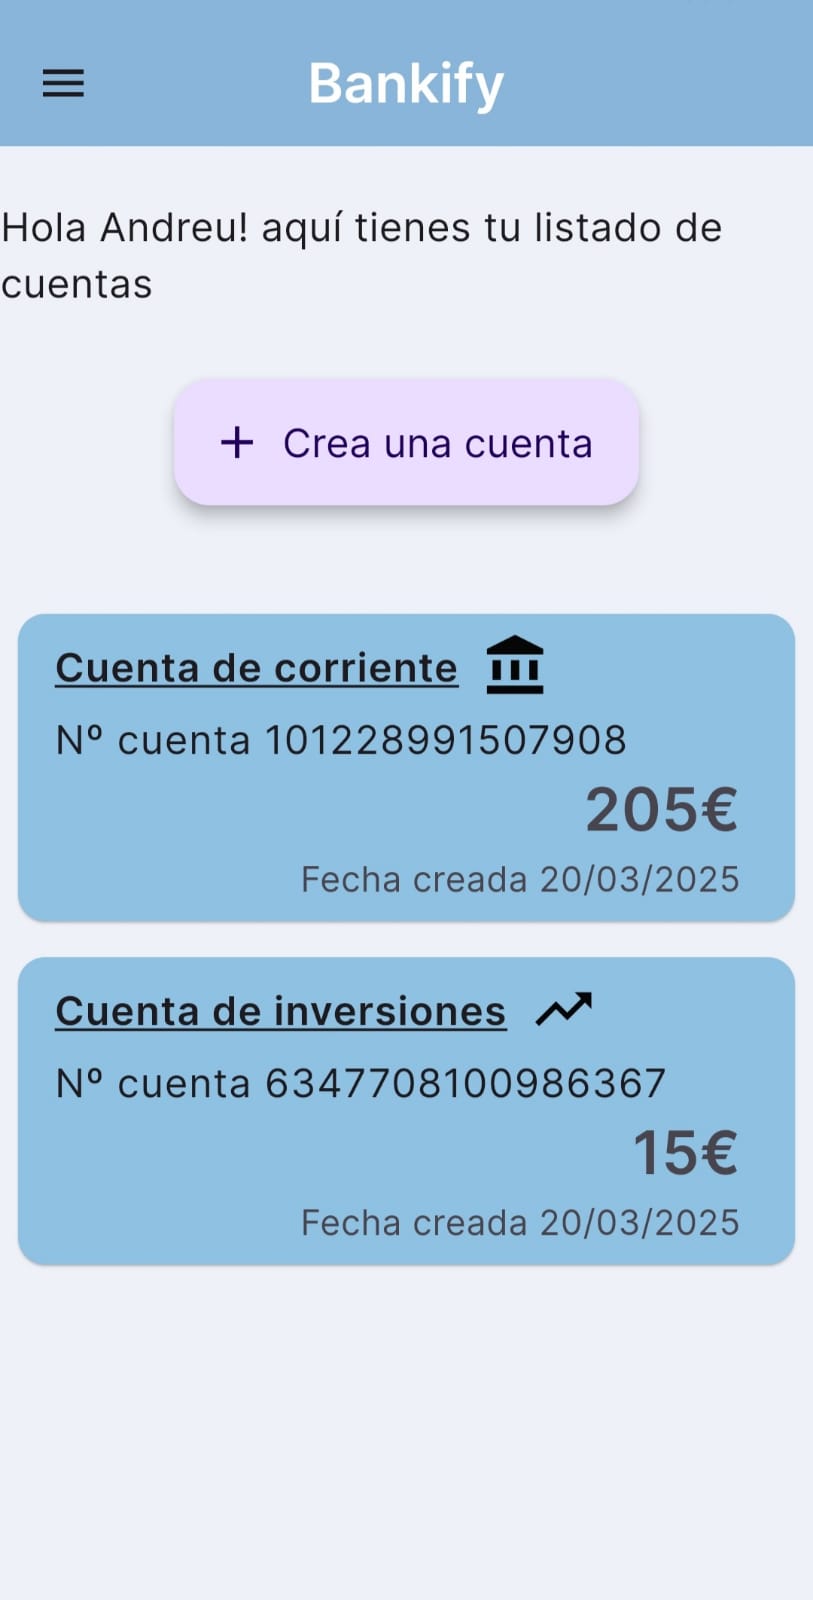 Bankify
Hola Andreu! aquí tienes tu listado de
cuentas
+ Crea una cuenta
Cuenta de corriente
Nº cuenta 101228991507908
205€
Fecha creada 20/03/2025
Cuenta de inversiones
Nº cuenta 6347708100986367
15€
Fecha creada 20/03/2025